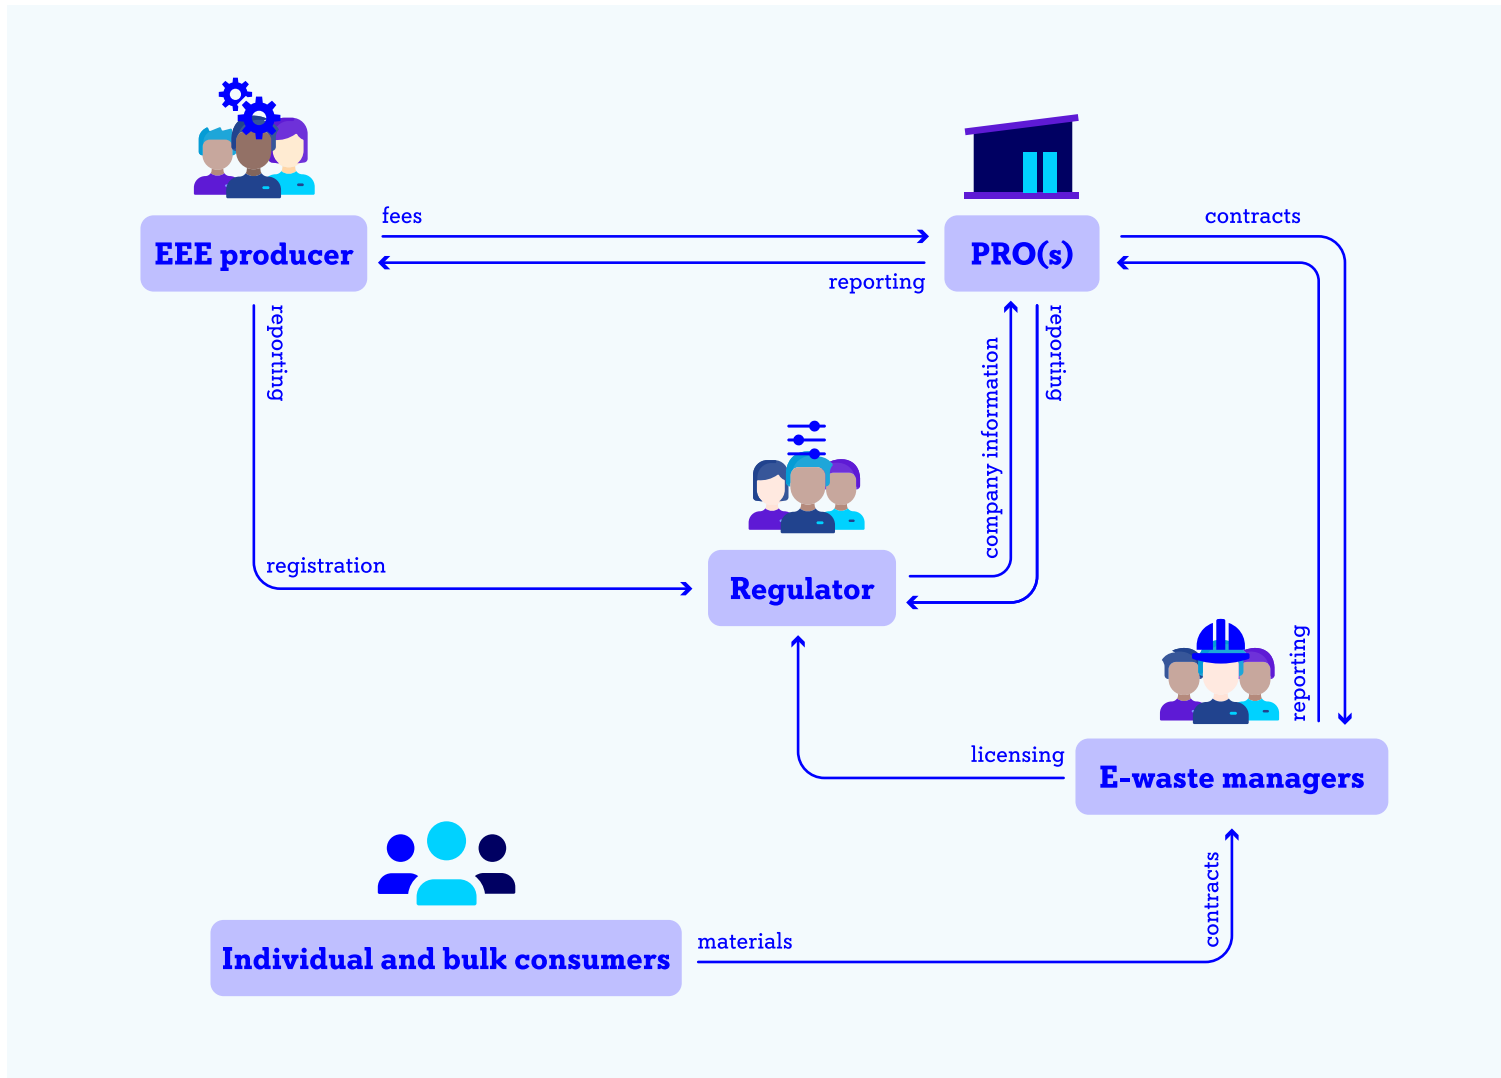 EEE producer
fees
reporting
PRO(s)
contracts
reporting
company information
reporting
registration
Regulator
reporting
licensing
E-waste managers
contracts
Individual and bulk consumers
materials